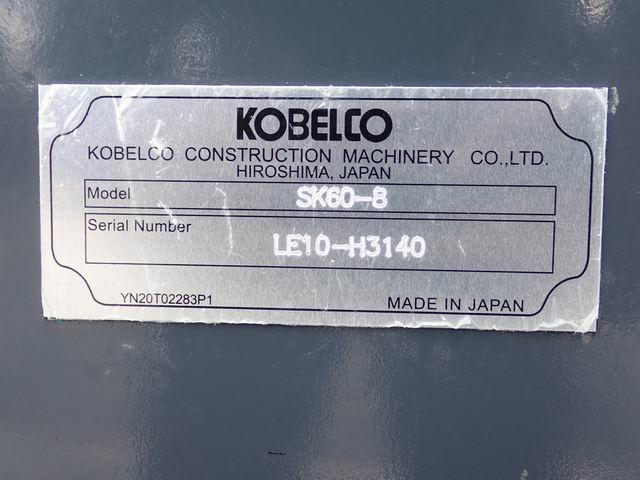 KOBELCO
KOBELCO CONSTRUCTION MACHINERY CO.,LTD.
HIROSHIMA, JAPAN
Model SK60-8
Serial Number LE10-H3140
YN20T02283P1 MADE IN JAPAN